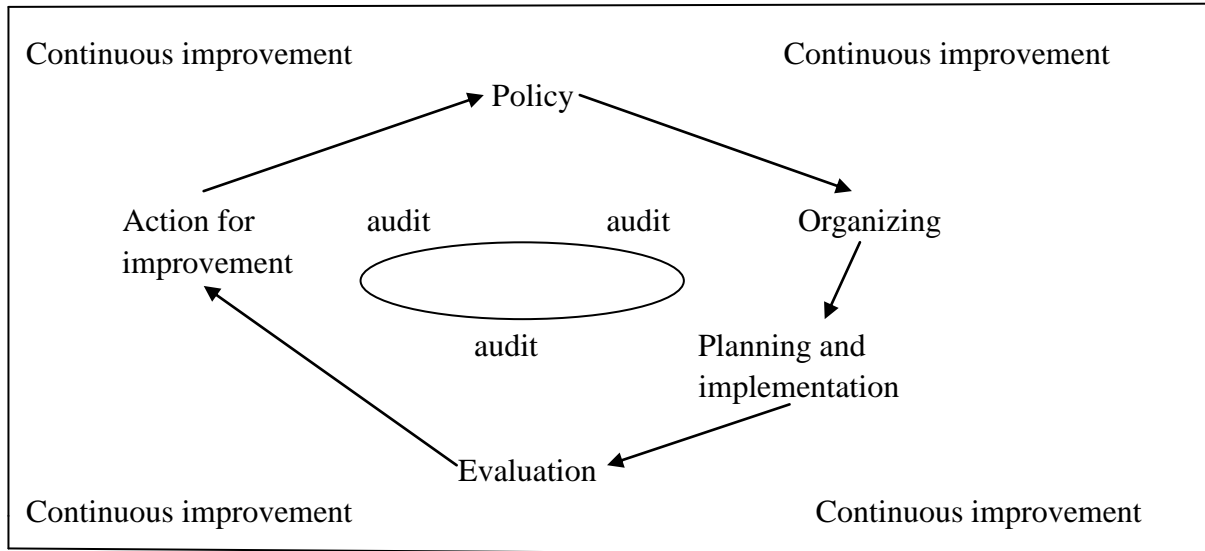 Continuous improvement
Continuous improvement
Policy
Action for
improvement
audit
audit
Organizing
audit
Planning and
implementation
Evaluation
Continuous improvement
Continuous improvement